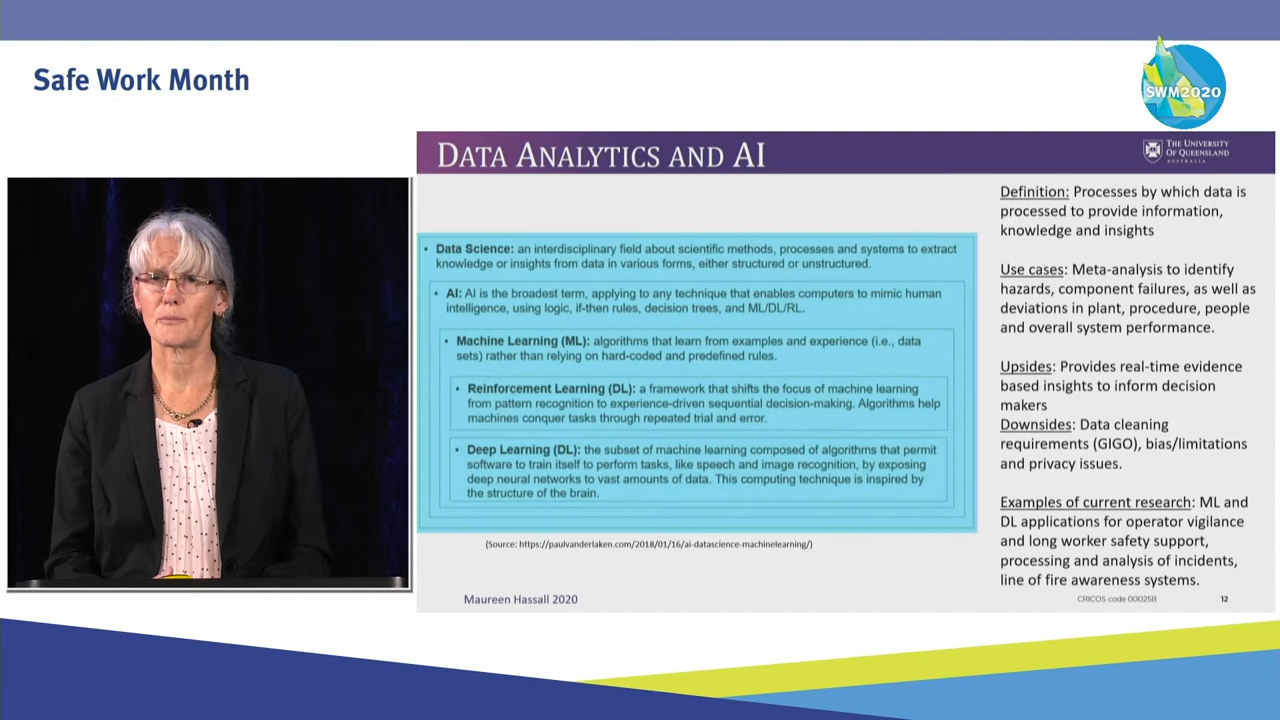 Safe Work Month
SWM2020
DATA ANALYTICS AND AI
THE UNIVERSITY
OF QUEENSLAND
AUSTRALIA
• Data Science: an interdisciplinary field about scientific methods, processes and systems to extract
knowledge or insights from data in various forms, either structured or unstructured.
• AI: AI is the broadest term, applying to any technique that enables computers to mimic human
intelligence, using logic, if-then rules, decision trees, and ML/DL/RL.
• Machine Learning (ML): algorithms that learn from examples and experience (i.e., data
sets) rather than relying on hard-coded and predefined rules.
• Reinforcement Learning (DL): a framework that shifts the focus of machine learning
from pattern recognition to experience-driven sequential decision-making. Algorithms help
machines conquer tasks through repeated trial and error.
• Deep Learning (DL): the subset of machine learning composed of algorithms that permit
software to train itself to perform tasks, like speech and image recognition, by exposing
deep neural networks to vast amounts of data. This computing technique is inspired by
the structure of the brain.
(Source: https://paulvanderlaken.com/2018/01/16/ai-datascience-machinelearning/)
Definition: Processes by which data is
processed to provide information,
knowledge and insights
Use cases: Meta-analysis to identify
hazards, component failures, as well as
deviations in plant, procedure, people
and overall system performance.
Upsides: Provides real-time evidence
based insights to inform decision
makers
Downsides: Data cleaning
requirements (GIGO), bias/limitations
and privacy issues.
Examples of current research: ML and
DL applications for operator vigilance
and long worker safety support,
processing and analysis of incidents,
line of fire awareness systems.
Maureen Hassall 2020
CRICOS code 00025B
12